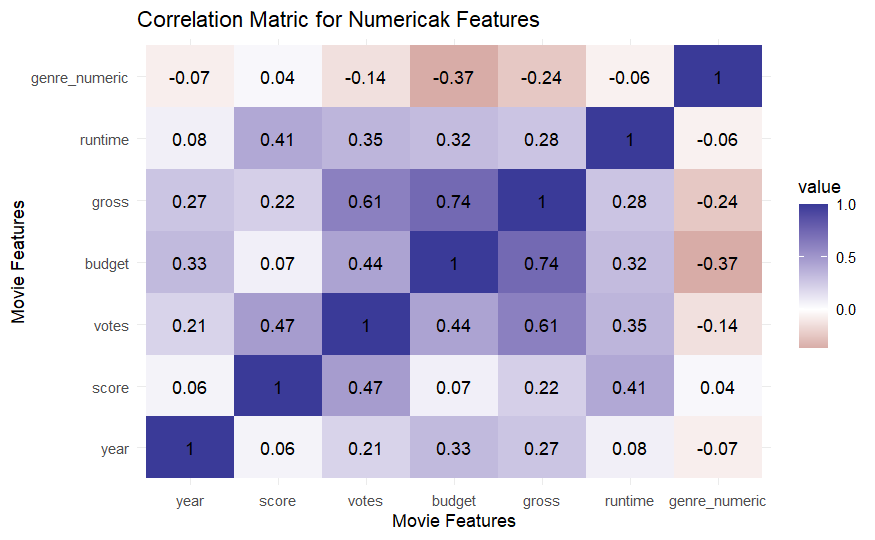 Correlation Matric for Numericak Features
genre_numeric -0.07 0.04 -0.14 -0.37 -0.24 -0.06 1
runtime 0.08 0.41 0.35 0.32 0.28 1 -0.06
gross 0.27 0.22 0.61 0.74 1 0.28 -0.24
budget 0.33 0.07 0.44 1 0.74 0.32 -0.37
votes 0.21 0.47 1 0.44 0.61 0.35 -0.14
score 0.06 1 0.47 0.07 0.22 0.41 0.04
year 1 0.06 0.21 0.33 0.27 0.08 -0.07
year score votes budget gross runtime genre_numeric
Movie Features
Movie Features
value
1.0
0.5
0.0